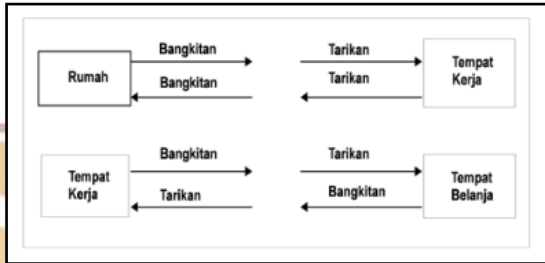 Bangkitan Tarikan
Rumah Bangkitan Tarikan Tempat
Kerja
Bangkitan Tarikan
Tempat
Kerja Tarikan Bangkitan Tempat
Belanja